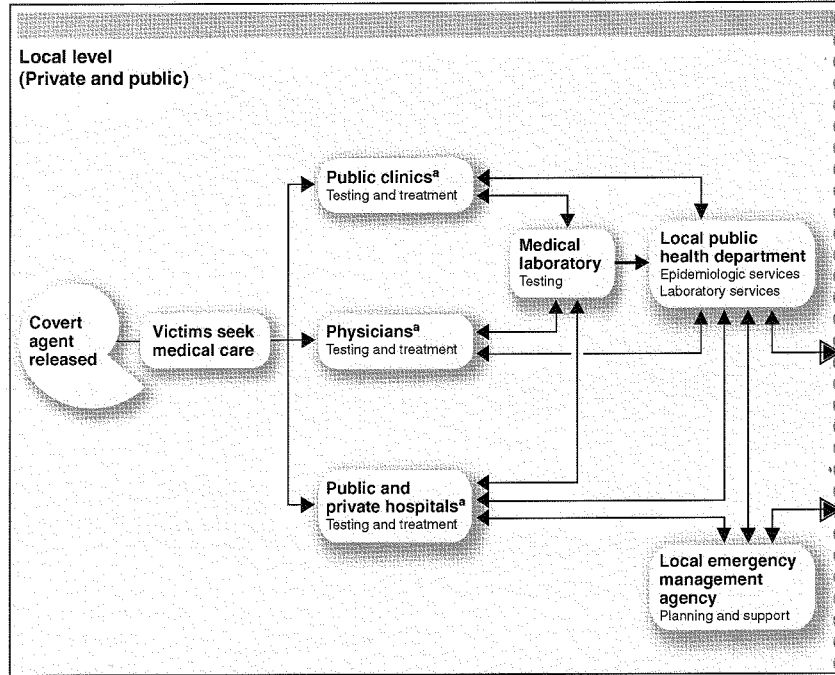 Local level
(Private and public)
Public clinicsa
Testing and treatment
Medical
laboratory
Testing
Local public
health department
Epidemiologic services
Laboratory services
Covert
agent
released
Victims seek
medical care
Physiciansa
Testing and treatment
Public and
private hospitalsa
Testing and treatment
Local emergency
management
agency
Planning and support